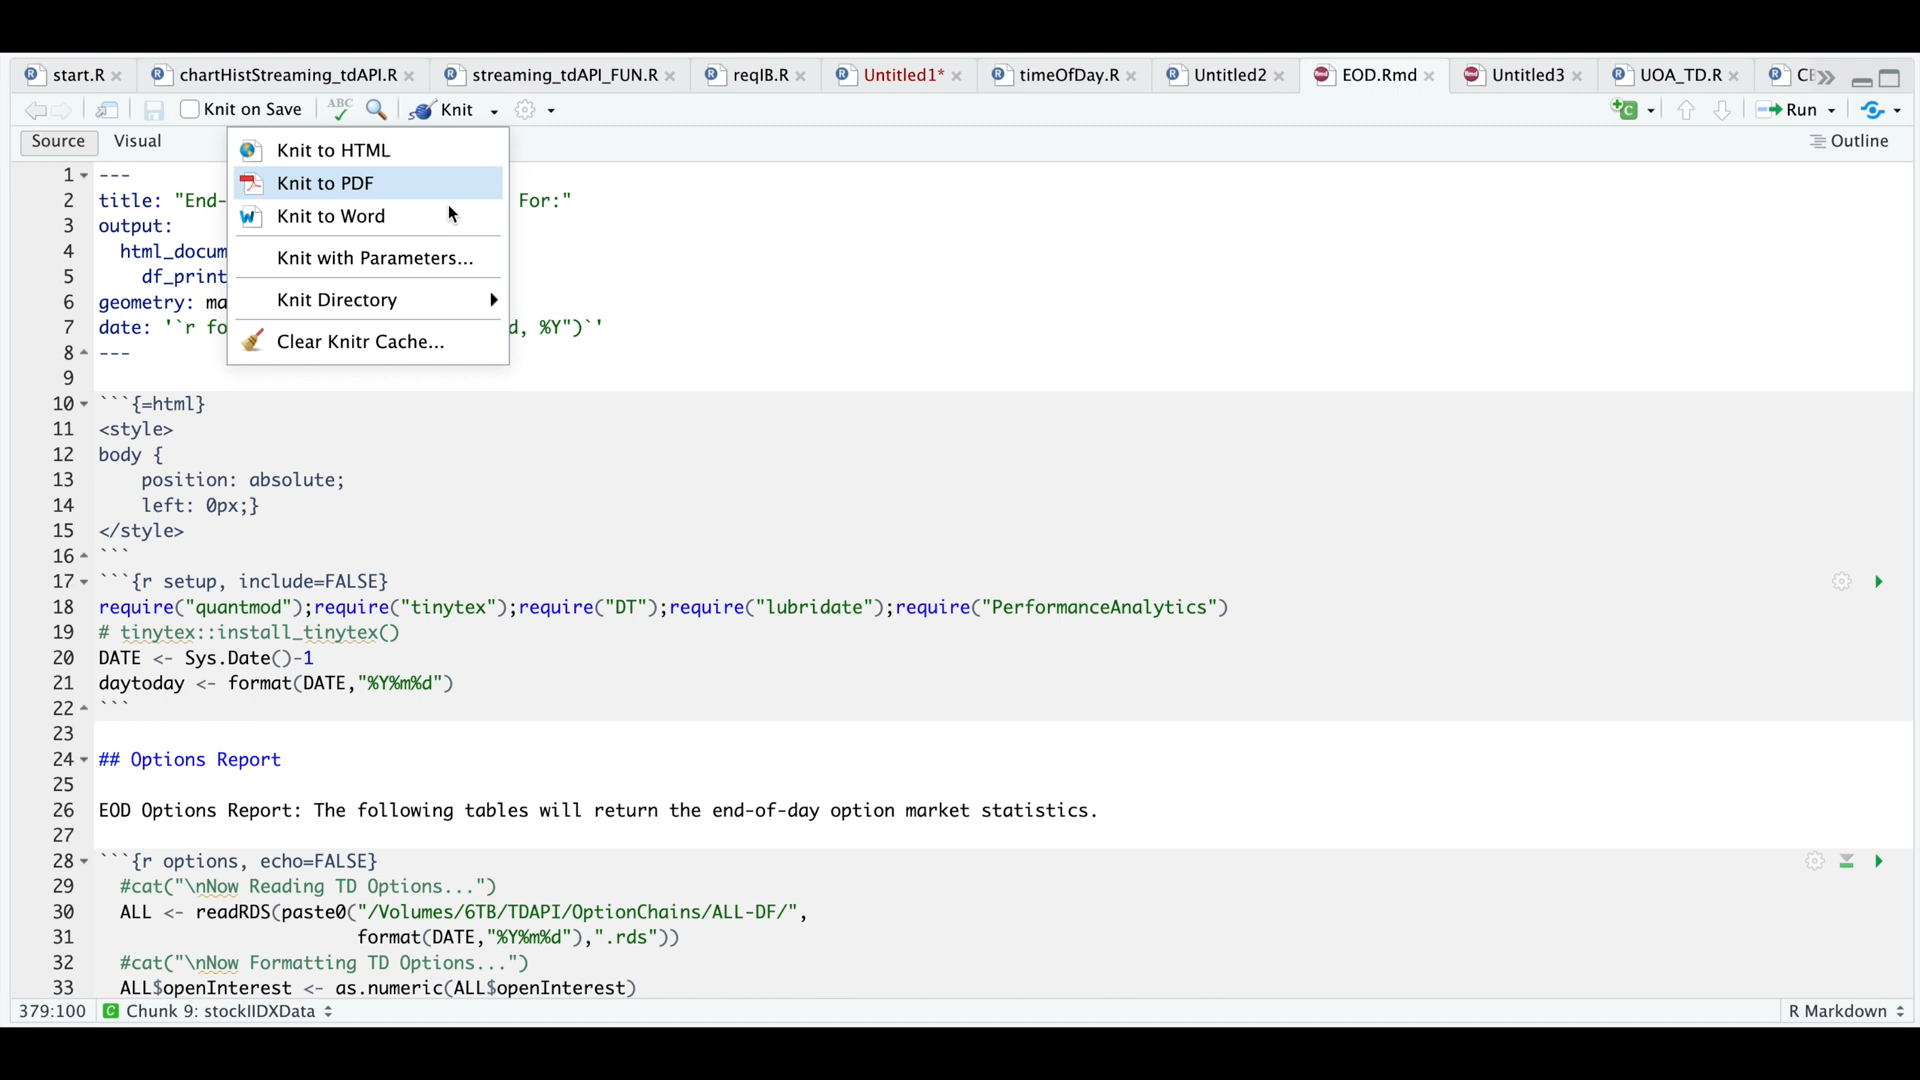 start.R chartHistStreaming_tdAPI.R streaming_tdAPI_FUN.R reqIB.R Untitled1* timeOfDay.R Untitled2 EOD.Rmd Untitled3 UOA_TD.R
Knit on Save ABC Knit Run
Source Visual Outline
Knit to HTML
Knit to PDF
Knit to Word
Knit with Parameters...
Knit Directory
Clear Knitr Cache...
1 ---
2 title: "End- For:"
3 output:
4 html_docum
5 df_print
6 geometry: ma
7 date: '`r fo d, %Y")`'
8 ---
9
10 ```{=html}
11 <style>
12 body {
13 position: absolute;
14 left: 0px;}
15 </style>
16 ```
17 ```{r setup, include=FALSE}
18 require("quantmod");require("tinytex");require("DT");require("lubridate");require("PerformanceAnalytics")
19 # tinytex::install_tinytex()
20 DATE <- Sys.Date()-1
21 daytoday <- format(DATE,"%Y%m%d")
22 ```
23
24 ## Options Report
25
26 EOD Options Report: The following tables will return the end-of-day option market statistics.
27
28 ```{r options, echo=FALSE}
29 #cat("\nNow Reading TD Options...")
30 ALL <- readRDS(paste0("/Volumes/6TB/TDAPI/OptionChains/ALL-DF/",
31 format(DATE,"%Y%m%d"),".rds"))
32 #cat("\nNow Formatting TD Options...")
33 ALL$openInterest <- as.numeric(ALL$openInterest)
379:100 C Chunk 9: stockIIDXData R Markdown